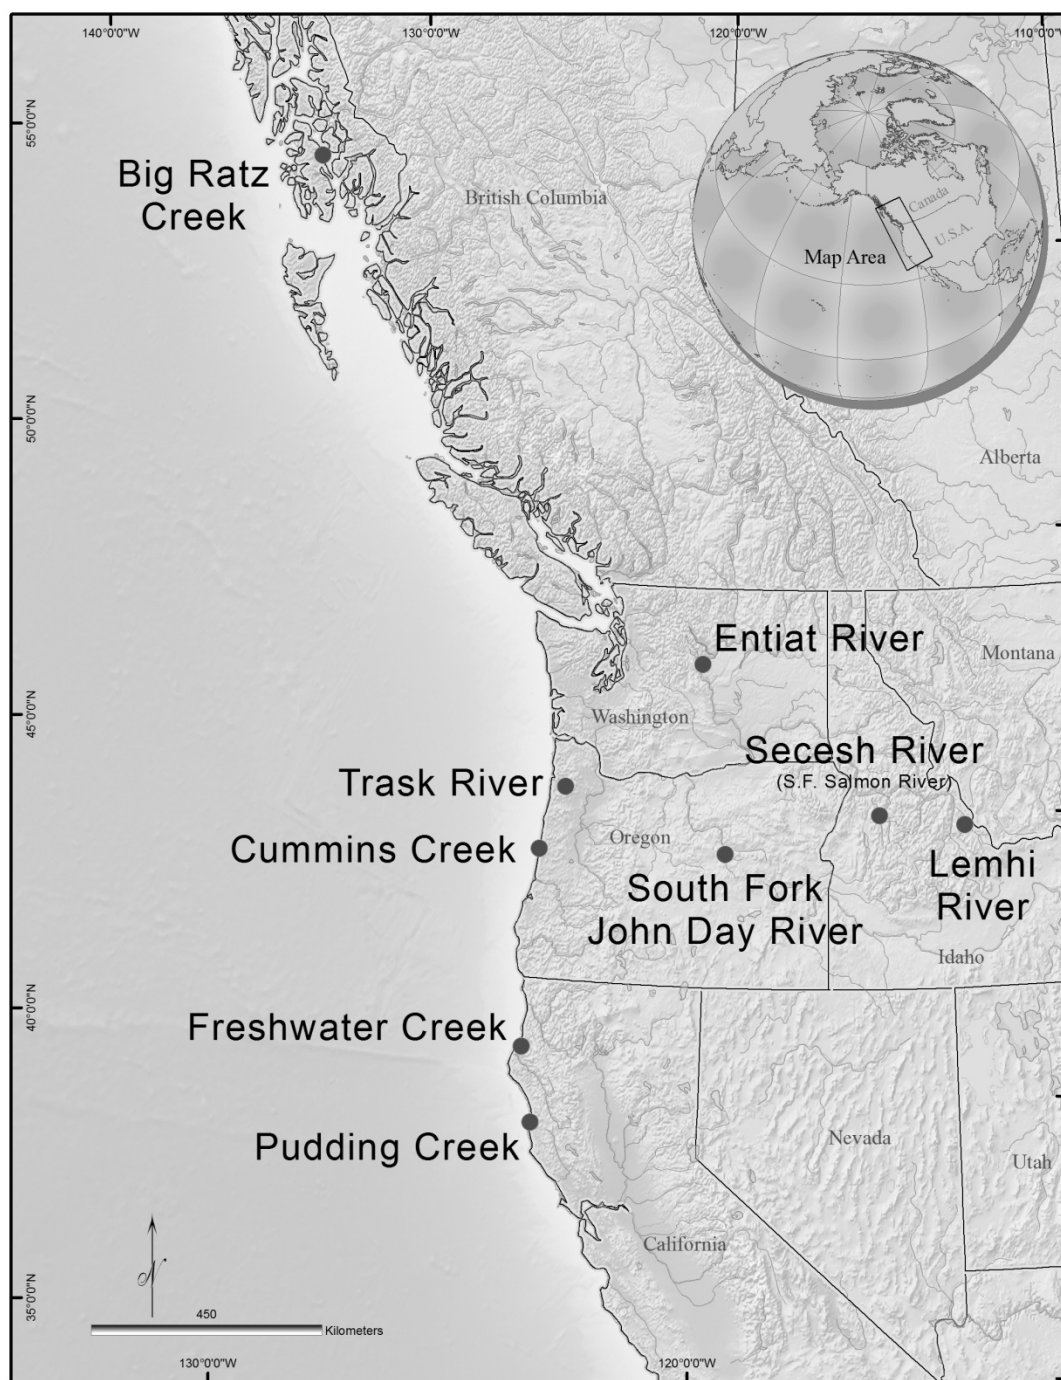 140°0'0"W
130°0'0"W
120°0'0"W
110°0'0"W
55°0'0"N
Big Ratz
Creek
British Columbia
Canada
U.S.A.
Map Area
50°0'0"N
Alberta
Entiat River
Montana
45°0'0"N
Washington
Secesh River
(S.F. Salmon River)
Trask River
Cummins Creek
Oregon
South Fork
John Day River
Lemhi
River
Idaho
40°0'0"N
Freshwater Creek
Pudding Creek
Nevada
Utah
California
N
35°0'0"N
450
Kilometers
130°0'0"W
120°0'0"W